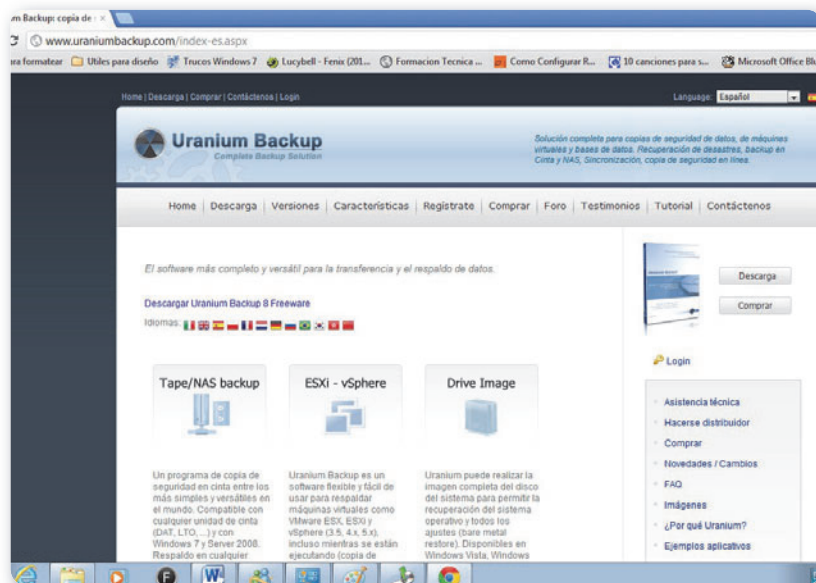 m Backup: copia de
www.uraniumbackup.com/index-es.aspx
ra formatear Utiles para diseño Trucos Windows 7 Lucybell - Fenix (201... Formacion Tecnica ... Como Configurar R... 10 canciones para s... Microsoft Office Blu
Home | Descarga | Comprar | Contáctenos | Login
Language: Español
Uranium Backup
Complete Backup Solution
Solución completa para copias de seguridad de datos, de máquinas
virtuales y bases de datos. Recuperación de desastres, backup en
Cinta y NAS, Sincronización, copia de seguridad en línea.
Home | Descarga | Versiones | Características | Regístrate | Comprar | Foro | Testimonios | Tutorial | Contáctenos
El software más completo y versátil para la transferencia y el respaldo de datos.
Descargar Uranium Backup 8 Freeware
Idiomas:
Tape/NAS backup
Un programa de copia de
seguridad en cinta entre los
más simples y versátiles en
el mundo. Compatible con
cualquier unidad de cinta
(DAT, LTO, ...) y con
Windows 7 y Server 2008.
Respaldo en cualquier
ESXi - vSphere
Uranium Backup es un
software flexible y fácil de
usar para respaldar
máquinas virtuales como
VMware ESX, ESXi y
vSphere (3.5, 4.x, 5.x),
incluso mientras se están
ejecutando (copia de
Drive Image
Uranium puede realizar la
imagen completa del disco
del sistema para permitir la
recuperación del sistema
operativo y todos los
ajustes (bare metal
restore). Disponibles en
Windows Vista, Windows
Descarga
Comprar
Login
Asistencia técnica
Hacerse distribuidor
Comprar
Novedades / Cambios
FAQ
Imágenes
¿Por qué Uranium?
Ejemplos aplicativos